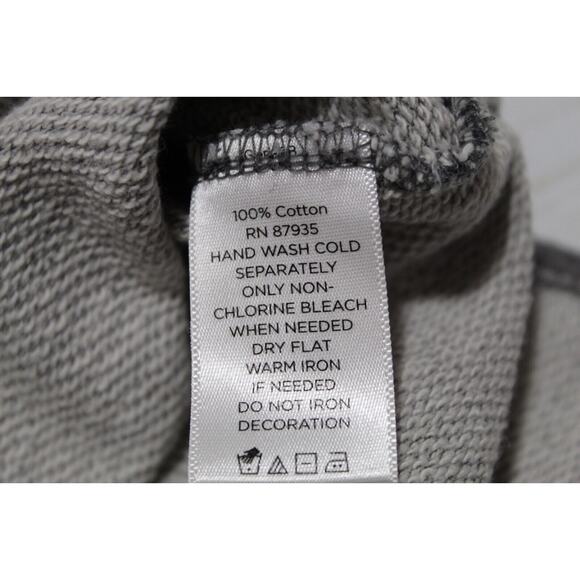 100% Cotton
RN 87935
HAND WASH COLD
SEPARATELY
ONLY NON-
CHLORINE BLEACH
WHEN NEEDED
DRY FLAT
WARM IRON
IF NEEDED
DO NOT IRON
DECORATION